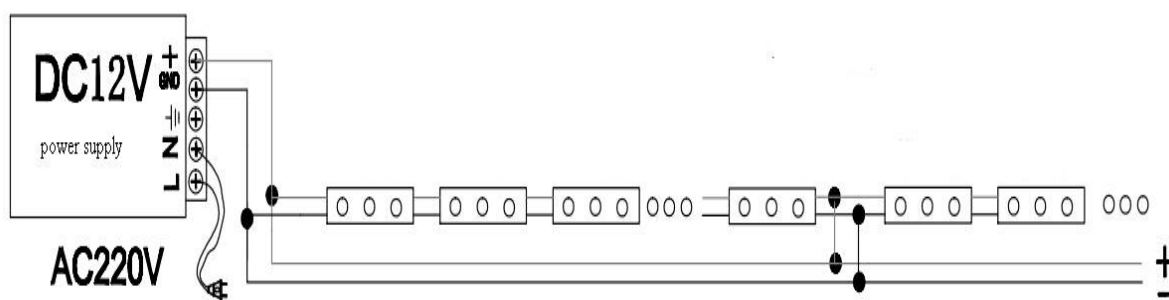 DC12V
power supply
+
GND
N
L
AC220V
+
-